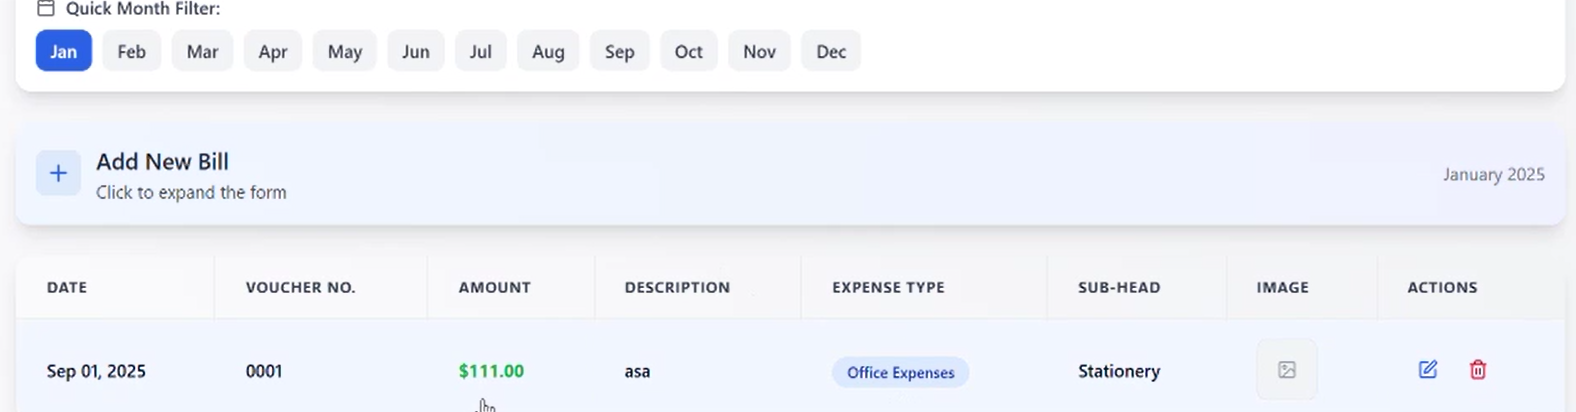 Quick Month Filter:
Jan Feb Mar Apr May Jun Jul Aug Sep Oct Nov Dec
Add New Bill
Click to expand the form
January 2025
DATE VOUCHER NO. AMOUNT DESCRIPTION EXPENSE TYPE SUB-HEAD IMAGE ACTIONS
Sep 01, 2025 0001 $111.00 asa Office Expenses Stationery